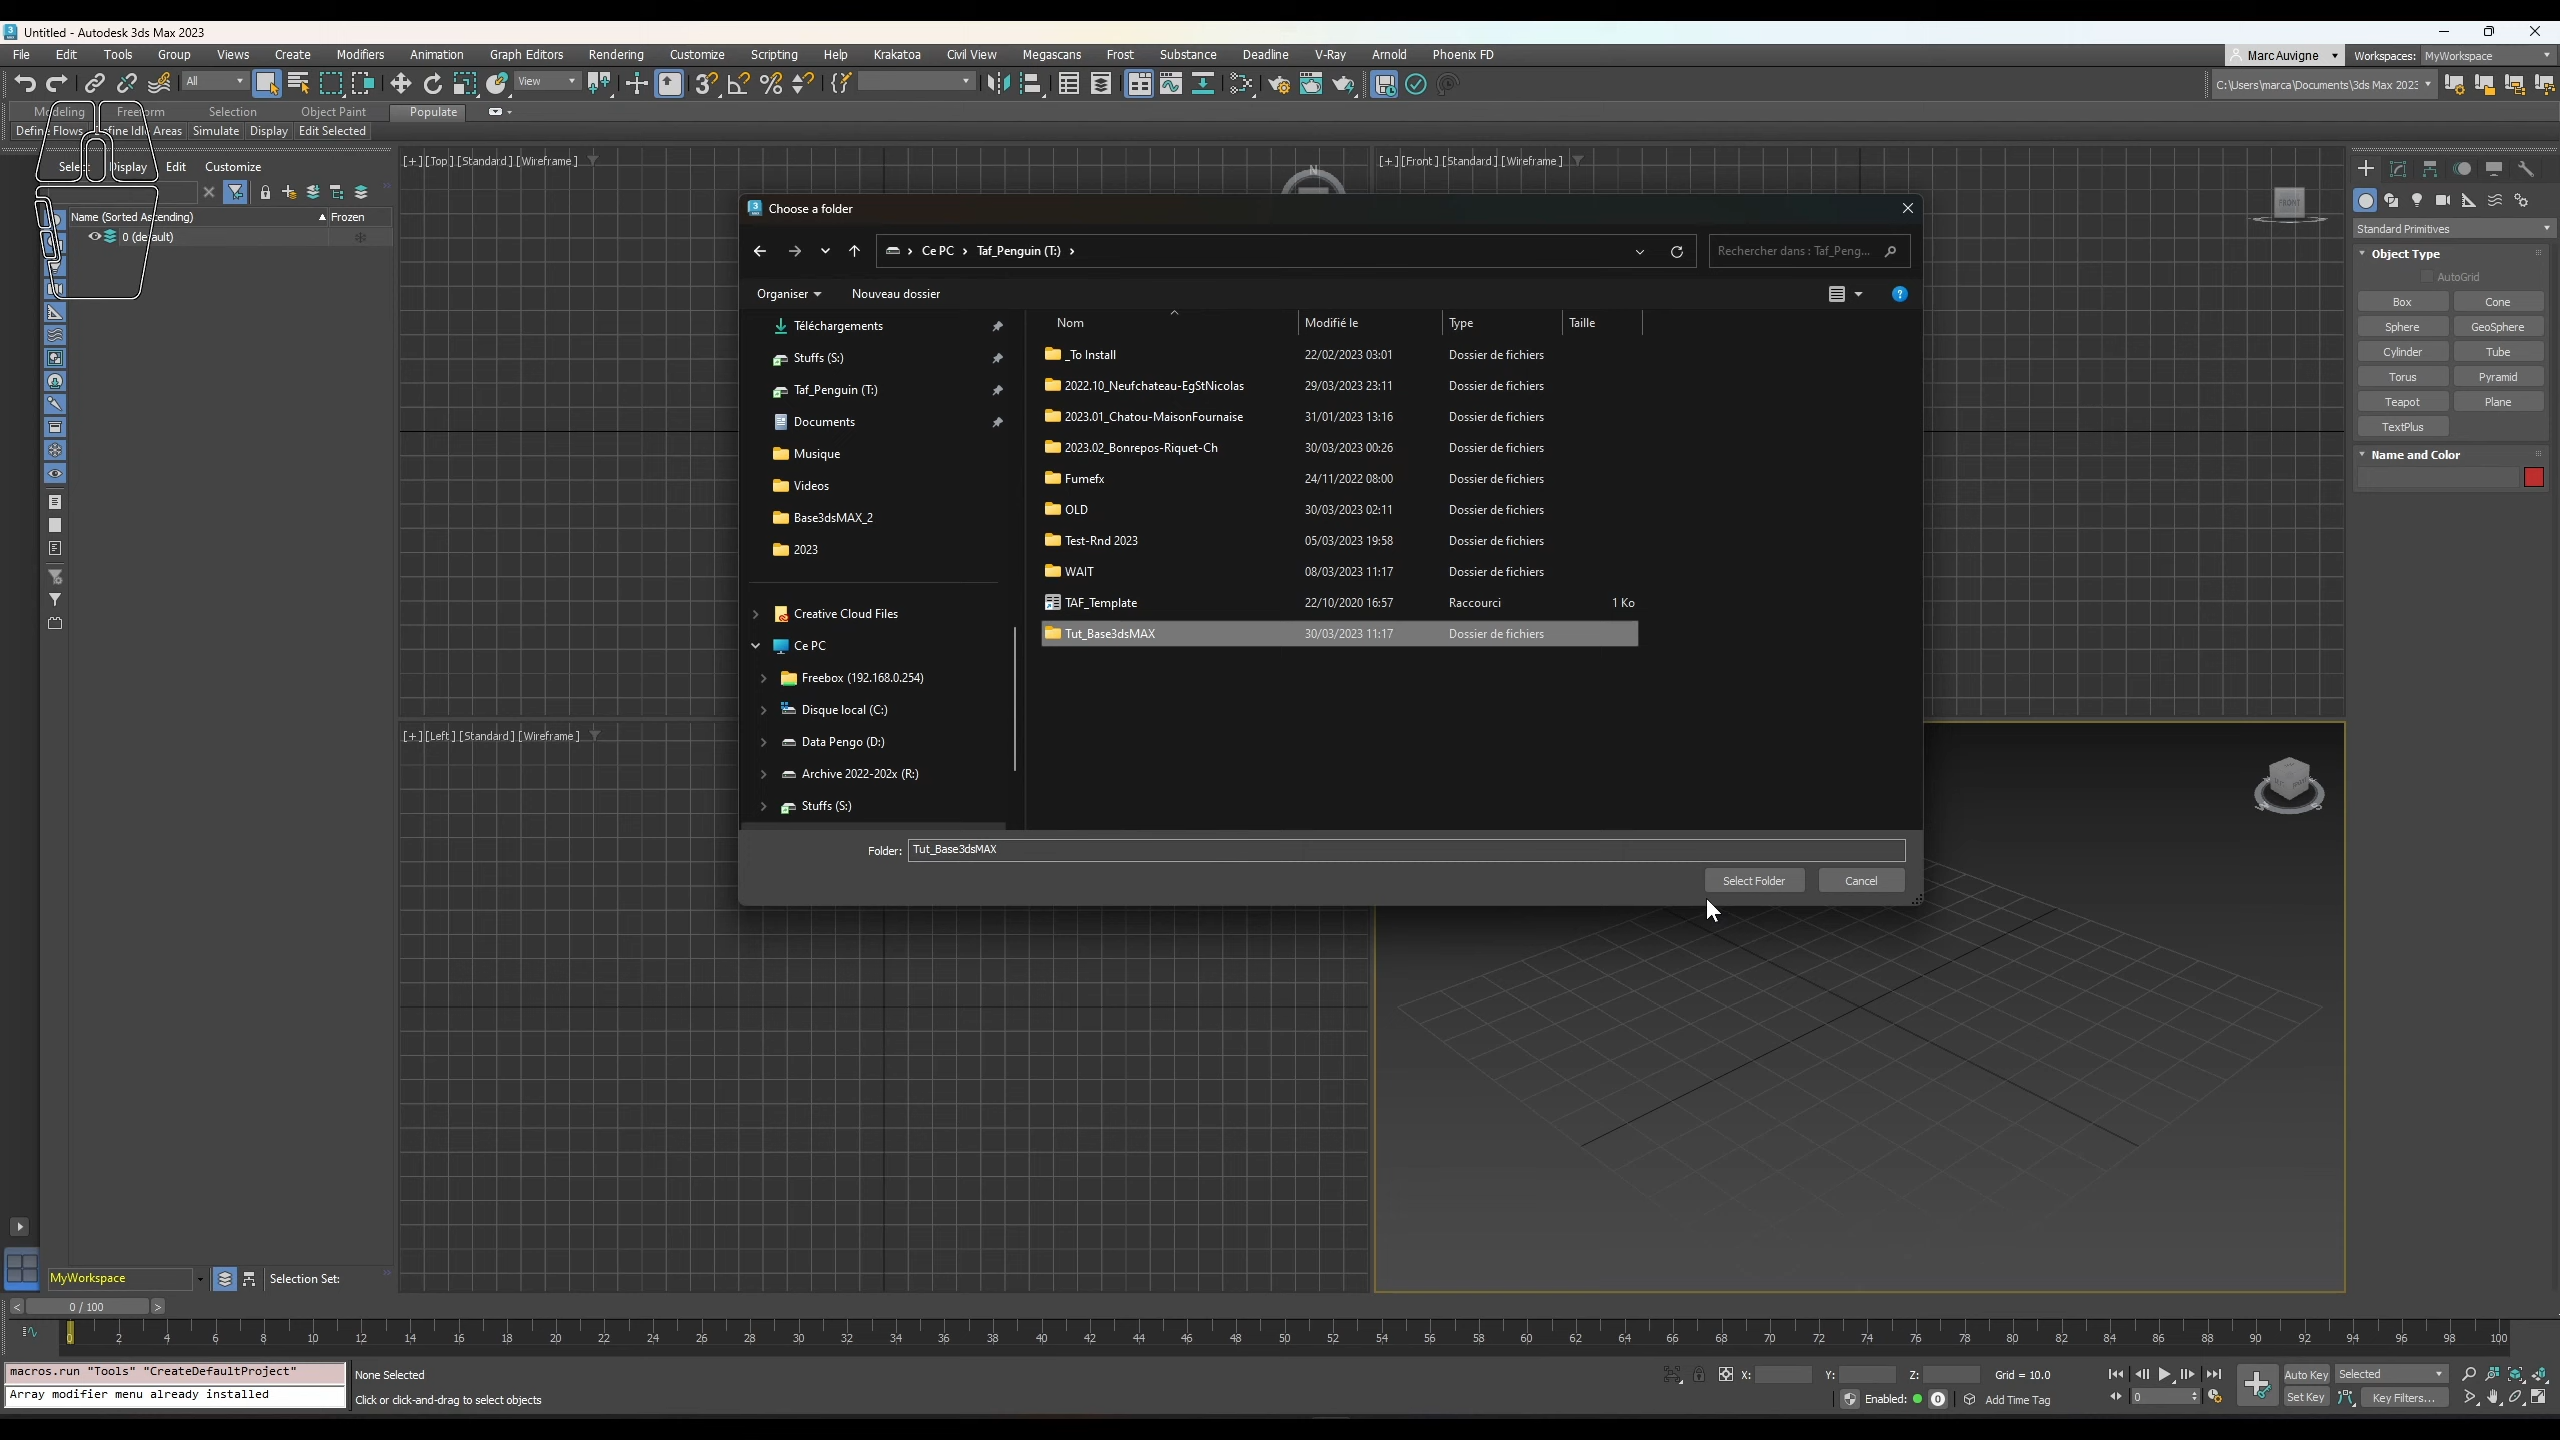 Untitled - Autodesk 3ds Max 2023
File Edit Tools Group Views Create Modifiers Animation Graph Editors Rendering Customize Scripting Help Krakatoa Civil View Megascans Frost Substance Deadline V-Ray Arnold Phoenix FD
Marc Auvigne Workspaces: MyWorkspace
All View C:\Users\marca\Documents\3ds Max 2023
Modeling Freeform Selection Object Paint Populate
Define Flows Define Idle Areas Simulate Display Edit Selected
Select Display Edit Customize
Name (Sorted Ascending) Frozen
0 (default)
[+] [Top] [Standard] [Wireframe]
[+] [Front] [Standard] [Wireframe]
N
FRONT
Choose a folder
Ce PC › Taf_Penguin (T:) ›
Rechercher dans : Taf_Peng...
Organiser Nouveau dossier
Téléchargements
Stuffs (S:)
Taf_Penguin (T:)
Documents
Musique
Videos
Base3dsMAX_2
2023
Creative Cloud Files
Ce PC
Freebox (192.168.0.254)
Disque local (C:)
Data Pengo (D:)
Archive 2022-202x (R:)
Stuffs (S:)
Nom Modifié le Type Taille
_To Install 22/02/2023 03:01 Dossier de fichiers
2022.10_Neufchateau-EgStNicolas 29/03/2023 23:11 Dossier de fichiers
2023.01_Chatou-MaisonFournaise 31/01/2023 13:16 Dossier de fichiers
2023.02_Bonrepos-Riquet-Ch 30/03/2023 00:26 Dossier de fichiers
Fumefx 24/11/2022 08:00 Dossier de fichiers
OLD 30/03/2023 02:11 Dossier de fichiers
Test-Rnd 2023 05/03/2023 19:58 Dossier de fichiers
WAIT 08/03/2023 11:17 Dossier de fichiers
TAF_Template 22/10/2020 16:57 Raccourci 1 Ko
Tut_Base3dsMAX 30/03/2023 11:17 Dossier de fichiers
Folder: Tut_Base3dsMAX
Select Folder Cancel
Standard Primitives
Object Type
AutoGrid
Box Cone
Sphere GeoSphere
Cylinder Tube
Torus Pyramid
Teapot Plane
TextPlus
Name and Color
[+] [Left] [Standard] [Wireframe]
MyWorkspace Selection Set:
< 0 / 100 >
0 2 4 6 8 10 12 14 16 18 20 22 24 26 28 30 32 34 36 38 40 42 44 46 48 50 52 54 56 58 60 62 64 66 68 70 72 74 76 78 80 82 84 86 88 90 92 94 96 98 100
macros.run "Tools" "CreateDefaultProject"
Array modifier menu already installed
None Selected
Click or click-and-drag to select objects
X: Y: Z: Grid = 10.0
Enabled: 0 Add Time Tag
0
Auto Key Selected
Set Key Key Filters...